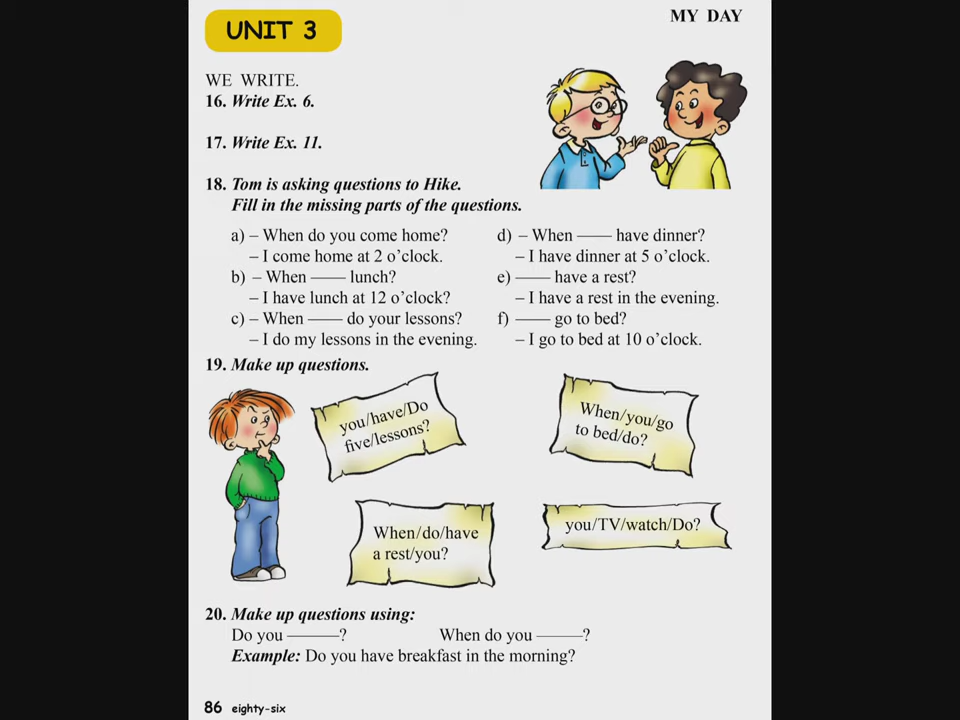 UNIT 3
MY DAY
WE WRITE.
16. Write Ex. 6.
17. Write Ex. 11.
18. Tom is asking questions to Hike.
Fill in the missing parts of the questions.
a) – When do you come home?
– I come home at 2 o'clock.
b) – When —— lunch?
– I have lunch at 12 o'clock?
c) – When —— do your lessons?
– I do my lessons in the evening.
d) – When —— have dinner?
– I have dinner at 5 o'clock.
e) —— have a rest?
– I have a rest in the evening.
f) —— go to bed?
– I go to bed at 10 o'clock.
19. Make up questions.
you/have/Do
five/lessons?
When/you/go
to bed/do?
When/do/have
a rest/you?
you/TV/watch/Do?
20. Make up questions using:
Do you ———?
When do you ———?
Example: Do you have breakfast in the morning?
86 eighty-six